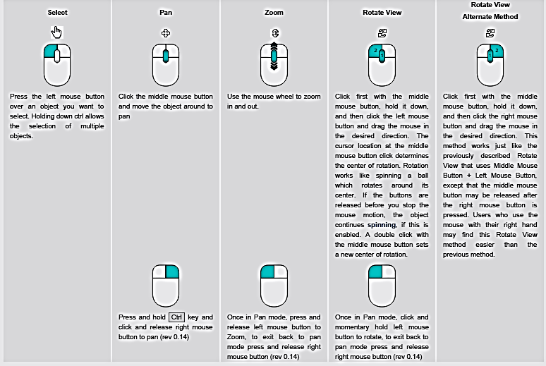 Select
Press the left mouse button
over an object you want to
select. Holding down ctrl allows
the selection of multiple
objects.
Pan
Click the middle mouse button
and move the object around to
pan
Press and hold Ctrl key and
click and release right mouse
button to pan (rev 0.14)
Zoom
Use the mouse wheel to zoom
in and out.
Once in Pan mode, press and
release left mouse button to
Zoom, to exit back to pan
mode press and release right
mouse button (rev 0.14)
Rotate View
Click first with the middle
mouse button, hold it down,
and then click the left mouse
button and drag the mouse in
the desired direction. The
cursor location at the middle
mouse button click determines
the center of rotation. Rotation
works like spinning a ball
which rotates around its
center. If the buttons are
released before you stop the
mouse motion, the object
continues spinning, if this is
enabled. A double click with
the middle mouse button sets
a new center of rotation.
Once in Pan mode, click and
momentary hold left mouse
button to rotate, to exit back to
pan mode press and release
right mouse button (rev 0.14)
Rotate View
Alternate Method
Click first with the middle
mouse button, hold it down,
and then click the right mouse
button and drag the mouse in
the desired direction. This
method works just like the
previously described Rotate
View that uses Middle Mouse
Button + Left Mouse Button,
except that the middle mouse
button may be released after
the right mouse button is
pressed. Users who use the
mouse with their right hand
may find this Rotate View
method easier than the
previous method.